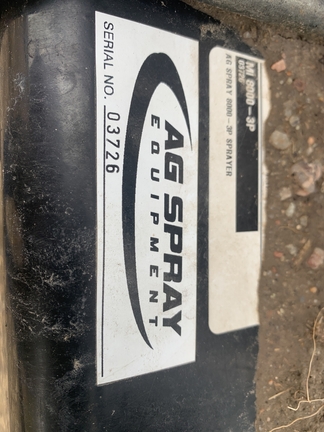 SERIAL NO. 03726
AG SPRAY
EQUIPMENT
8000-3P
AG SPRAY 8000-3P SPRAYER